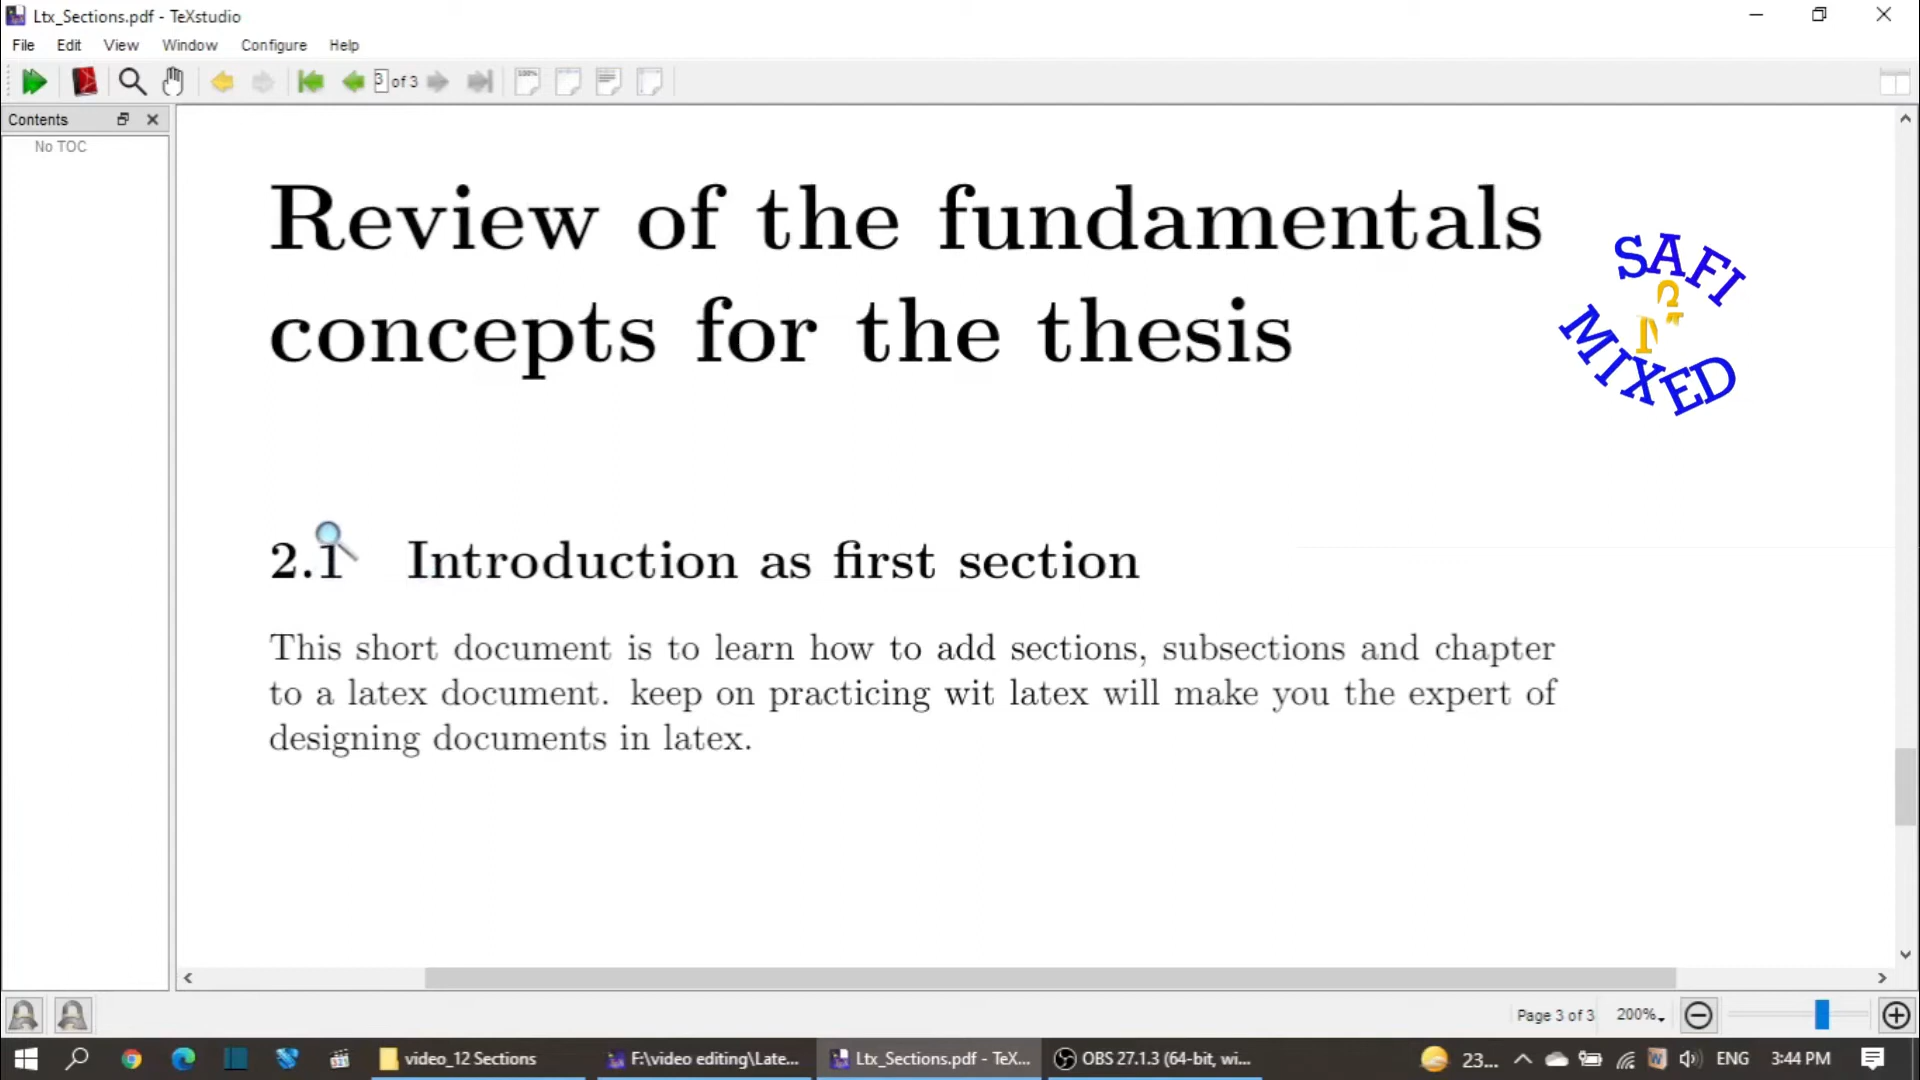 Ltx_Sections.pdf - TeXstudio
File Edit View Window Configure Help
3 of 3
Contents
No TOC
Review of the fundamentals
concepts for the thesis
SAFI
MIXED
2.1 Introduction as first section
This short document is to learn how to add sections, subsections and chapter
to a latex document. keep on practicing wit latex will make you the expert of
designing documents in latex.
Page 3 of 3 200%
video_12 Sections
F:\video editing\Late...
Ltx_Sections.pdf - TeX...
OBS 27.1.3 (64-bit, wi...
23...
ENG
3:44 PM